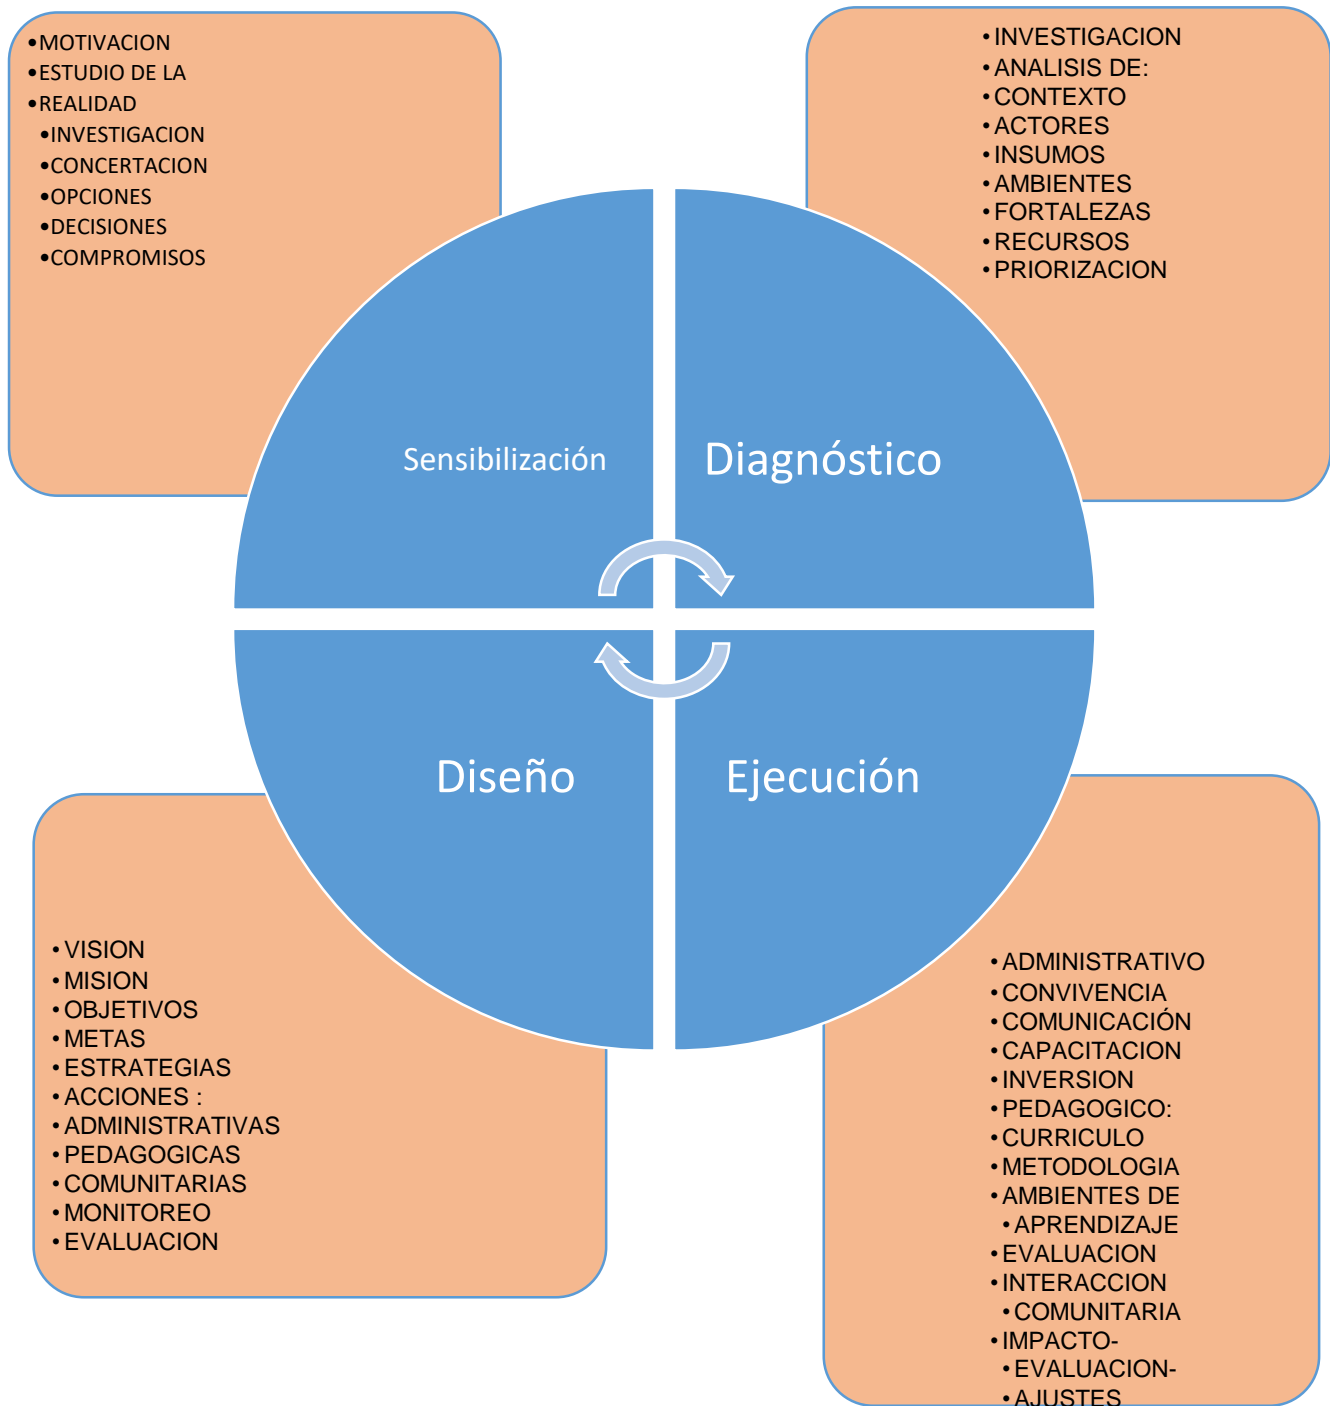 •MOTIVACION
•ESTUDIO DE LA
•REALIDAD
•INVESTIGACION
•CONCERTACION
•OPCIONES
•DECISIONES
•COMPROMISOS
• INVESTIGACION
• ANALISIS DE:
• CONTEXTO
• ACTORES
• INSUMOS
• AMBIENTES
• FORTALEZAS
• RECURSOS
• PRIORIZACION
Sensibilización
Diagnóstico
Diseño
Ejecución
• VISION
• MISION
• OBJETIVOS
• METAS
• ESTRATEGIAS
• ACCIONES :
• ADMINISTRATIVAS
• PEDAGOGICAS
• COMUNITARIAS
• MONITOREO
• EVALUACION
• ADMINISTRATIVO
• CONVIVENCIA
• COMUNICACIÓN
• CAPACITACION
• INVERSION
• PEDAGOGICO:
• CURRICULO
• METODOLOGIA
• AMBIENTES DE
• APRENDIZAJE
• EVALUACION
• INTERACCION
• COMUNITARIA
• IMPACTO-
• EVALUACION-
• AJUSTES